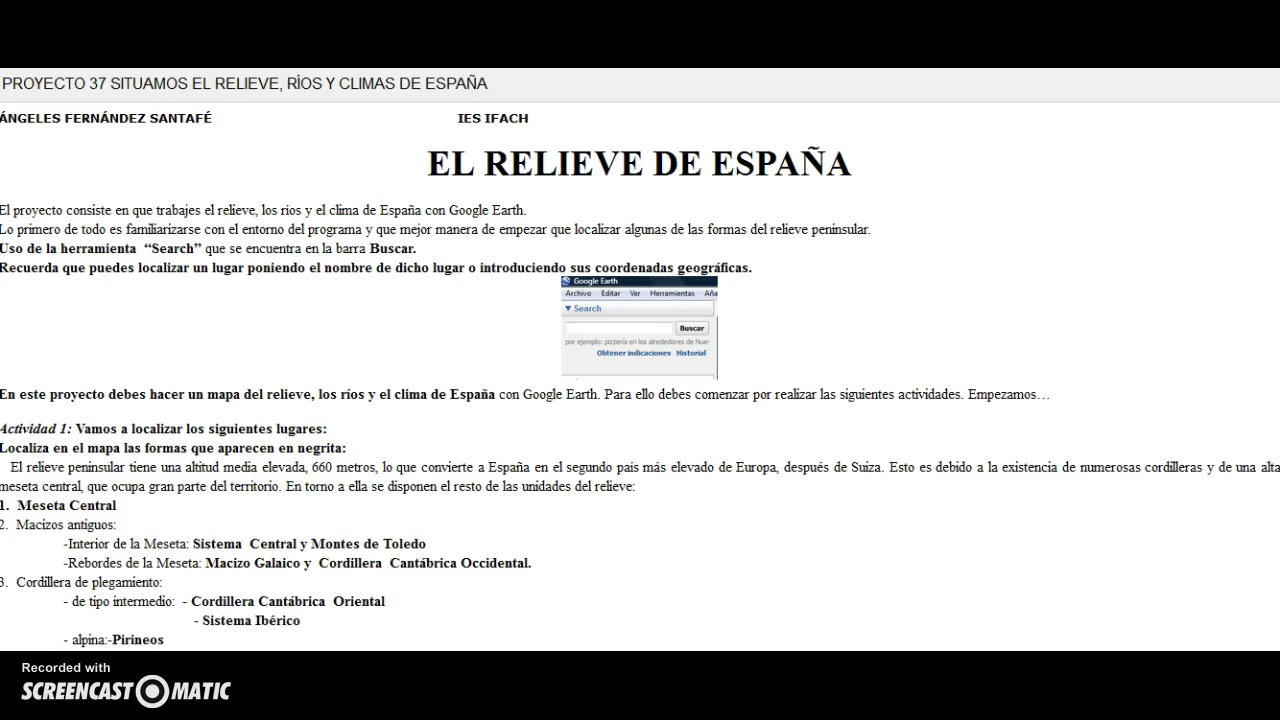 PROYECTO 37 SITUAMOS EL RELIEVE, RÍOS Y CLIMAS DE ESPAÑA
ÁNGELES FERNÁNDEZ SANTAFÉ IES IFACH
EL RELIEVE DE ESPAÑA
El proyecto consiste en que trabajes el relieve, los rios y el clima de España con Google Earth.
Lo primero de todo es familiarizarse con el entorno del programa y que mejor manera de empezar que localizar algunas de las formas del relieve peninsular.
Uso de la herramienta “Search” que se encuentra en la barra Buscar.
Recuerda que puedes localizar un lugar poniendo el nombre de dicho lugar o introduciendo sus coordenadas geográficas.
Google Earth
Archivo Editar Ver Herramientas Aña
▼ Search
Buscar
por ejemplo: pizzería en los alrededores de Nuev
Obtener indicaciones Historial
En este proyecto debes hacer un mapa del relieve, los ríos y el clima de España con Google Earth. Para ello debes comenzar por realizar las siguientes actividades. Empezamos…
Actividad 1: Vamos a localizar los siguientes lugares:
Localiza en el mapa las formas que aparecen en negrita:
El relieve peninsular tiene una altitud media elevada, 660 metros, lo que convierte a España en el segundo pais más elevado de Europa, después de Suiza. Esto es debido a la existencia de numerosas cordilleras y de una alta
meseta central, que ocupa gran parte del territorio. En torno a ella se disponen el resto de las unidades del relieve:
1. Meseta Central
2. Macizos antiguos:
-Interior de la Meseta: Sistema Central y Montes de Toledo
-Rebordes de la Meseta: Macizo Galaico y Cordillera Cantábrica Occidental.
3. Cordillera de plegamiento:
- de tipo intermedio: - Cordillera Cantábrica Oriental
- Sistema Ibérico
- alpina:-Pirineos
Recorded with
SCREENCAST-O-MATIC